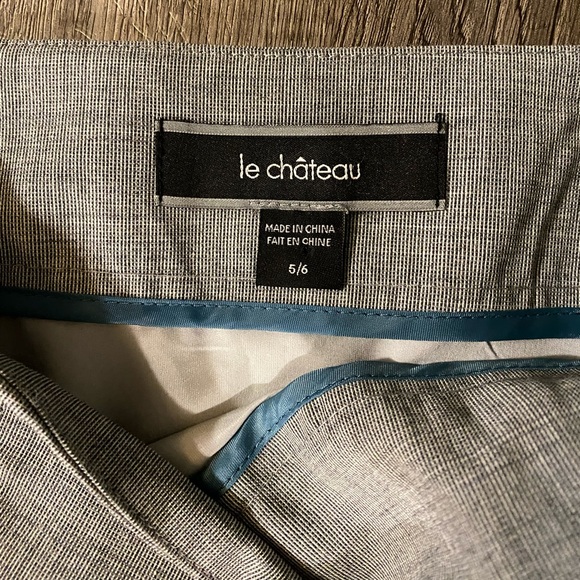 le château
MADE IN CHINA
FAIT EN CHINE
5/6